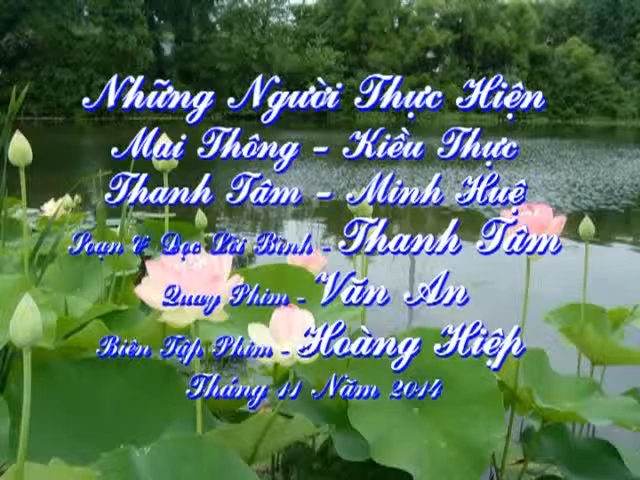 Những Người Thực Hiện
Mai Thông - Kiều Thực
Thanh Tâm - Minh Huệ
Soạn & Đọc Lời Bình - Thanh Tâm
Quay Phim - Văn An
Biên Tập Phim - Hoàng Hiệp
Tháng 11 Năm 2014